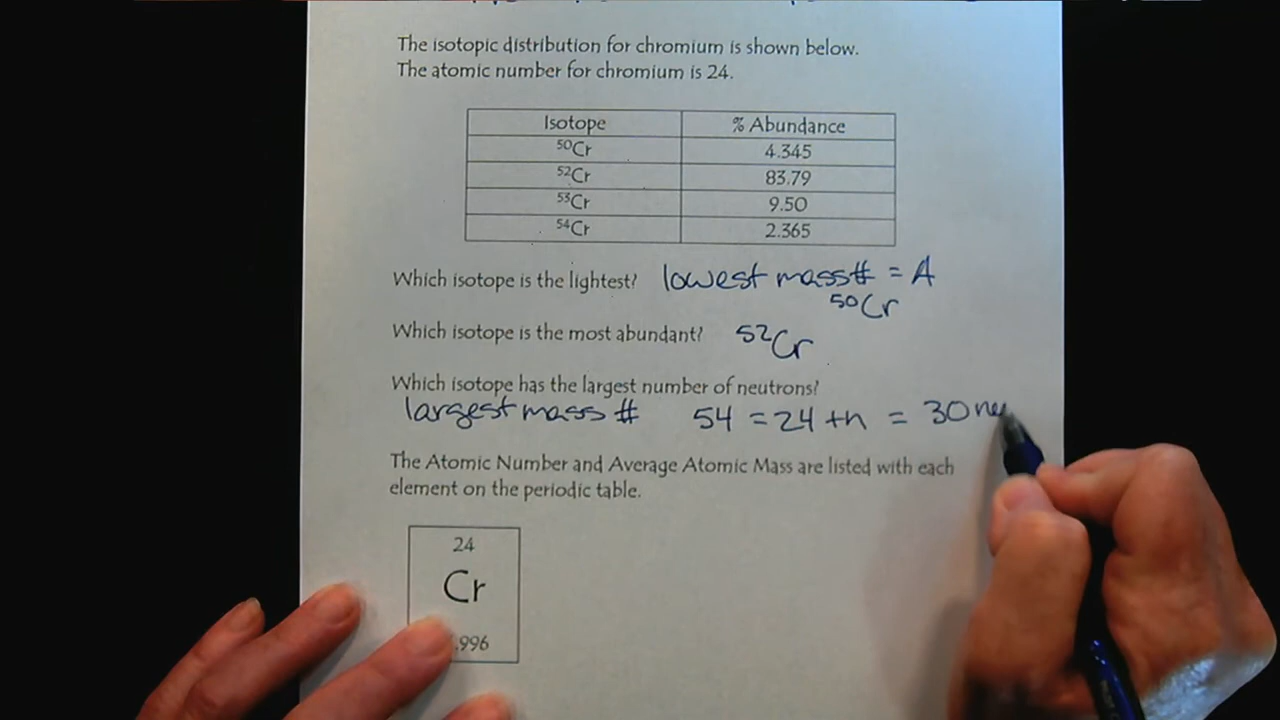 The isotopic distribution for chromium is shown below.
The atomic number for chromium is 24.
Isotope % Abundance
⁵⁰Cr 4.345
⁵²Cr 83.79
⁵³Cr 9.50
⁵⁴Cr 2.365
Which isotope is the lightest? lowest mass# = A
⁵⁰Cr
Which isotope is the most abundant? ⁵²Cr
Which isotope has the largest number of neutrons?
largest mass # 54 = 24 + n = 30 ne
The Atomic Number and Average Atomic Mass are listed with each
element on the periodic table.
24
Cr
.996